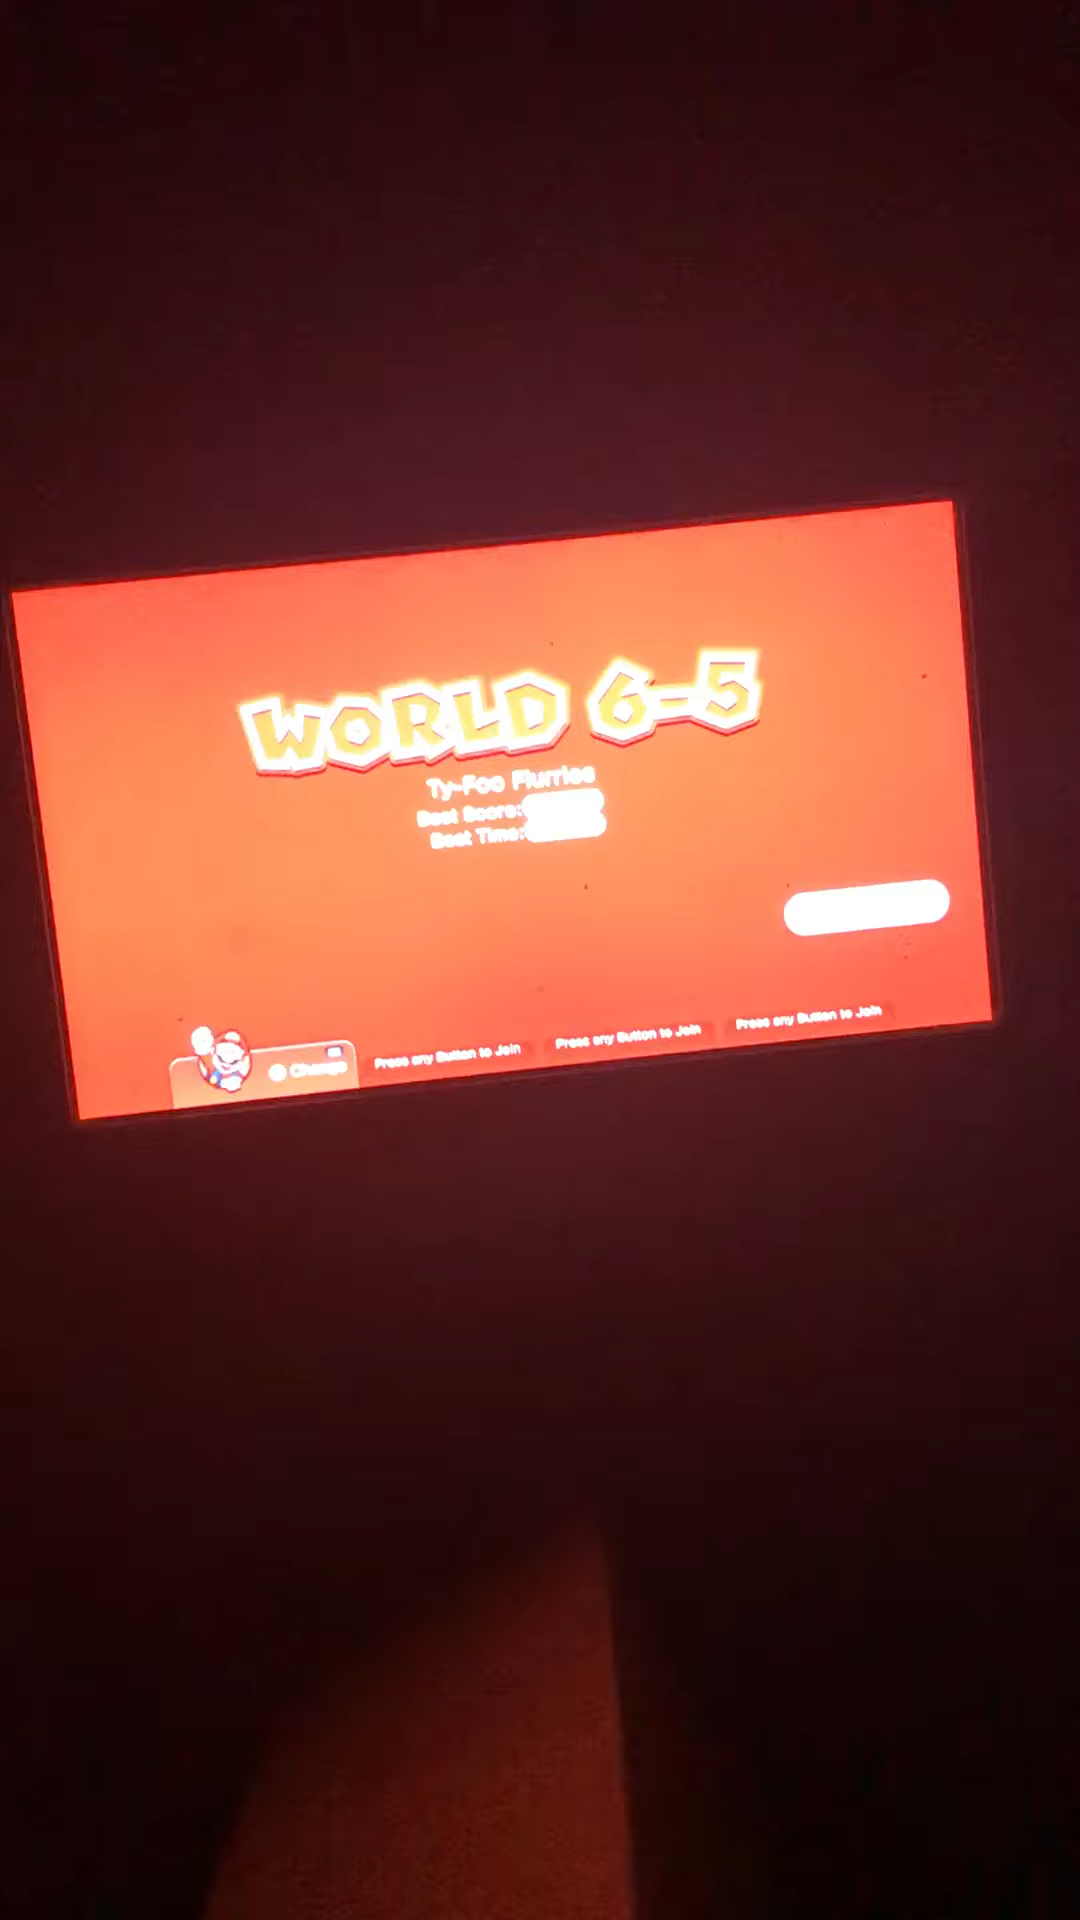 WORLD 6-5
Ty-Foo Flurries
Best Score:
Best Time:
Change
Press any Button to Join
Press any Button to Join
Press any Button to Join